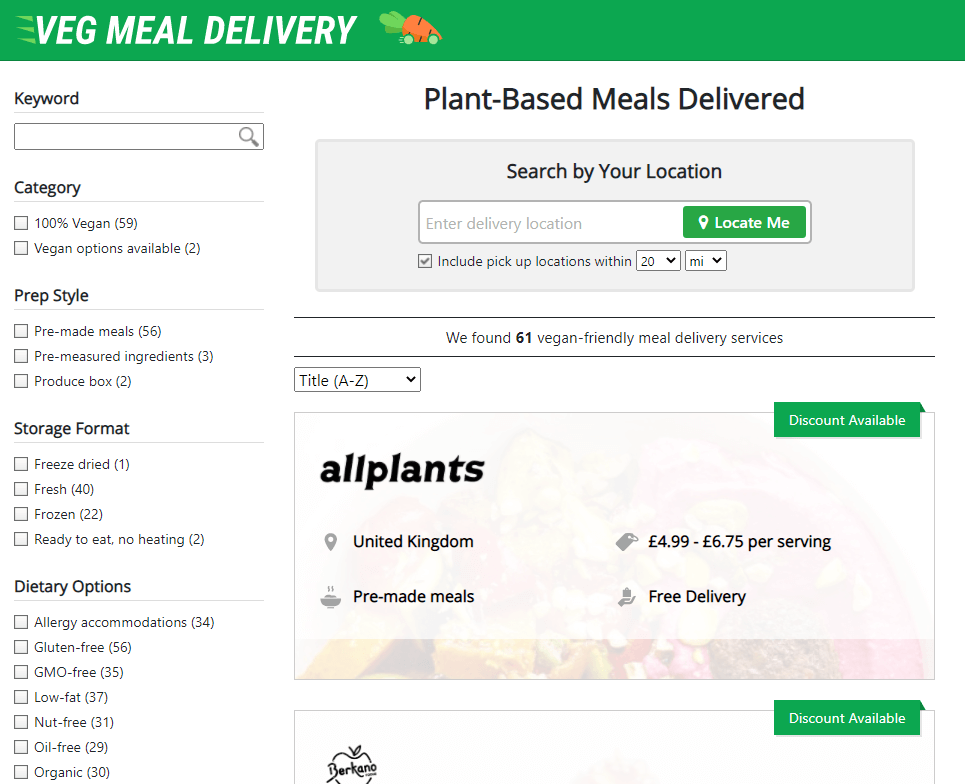 VEG MEAL DELIVERY
Keyword
Category
100% Vegan (59)
Vegan options available (2)
Prep Style
Pre-made meals (56)
Pre-measured ingredients (3)
Produce box (2)
Storage Format
Freeze dried (1)
Fresh (40)
Frozen (22)
Ready to eat, no heating (2)
Dietary Options
Allergy accommodations (34)
Gluten-free (56)
GMO-free (35)
Low-fat (37)
Nut-free (31)
Oil-free (29)
Organic (30)
Plant-Based Meals Delivered
Search by Your Location
Enter delivery location Locate Me
Include pick up locations within 20 mi
We found 61 vegan-friendly meal delivery services
Title (A-Z)
Discount Available
allplants
United Kingdom £4.99 - £6.75 per serving
Pre-made meals Free Delivery
Discount Available
Berkano